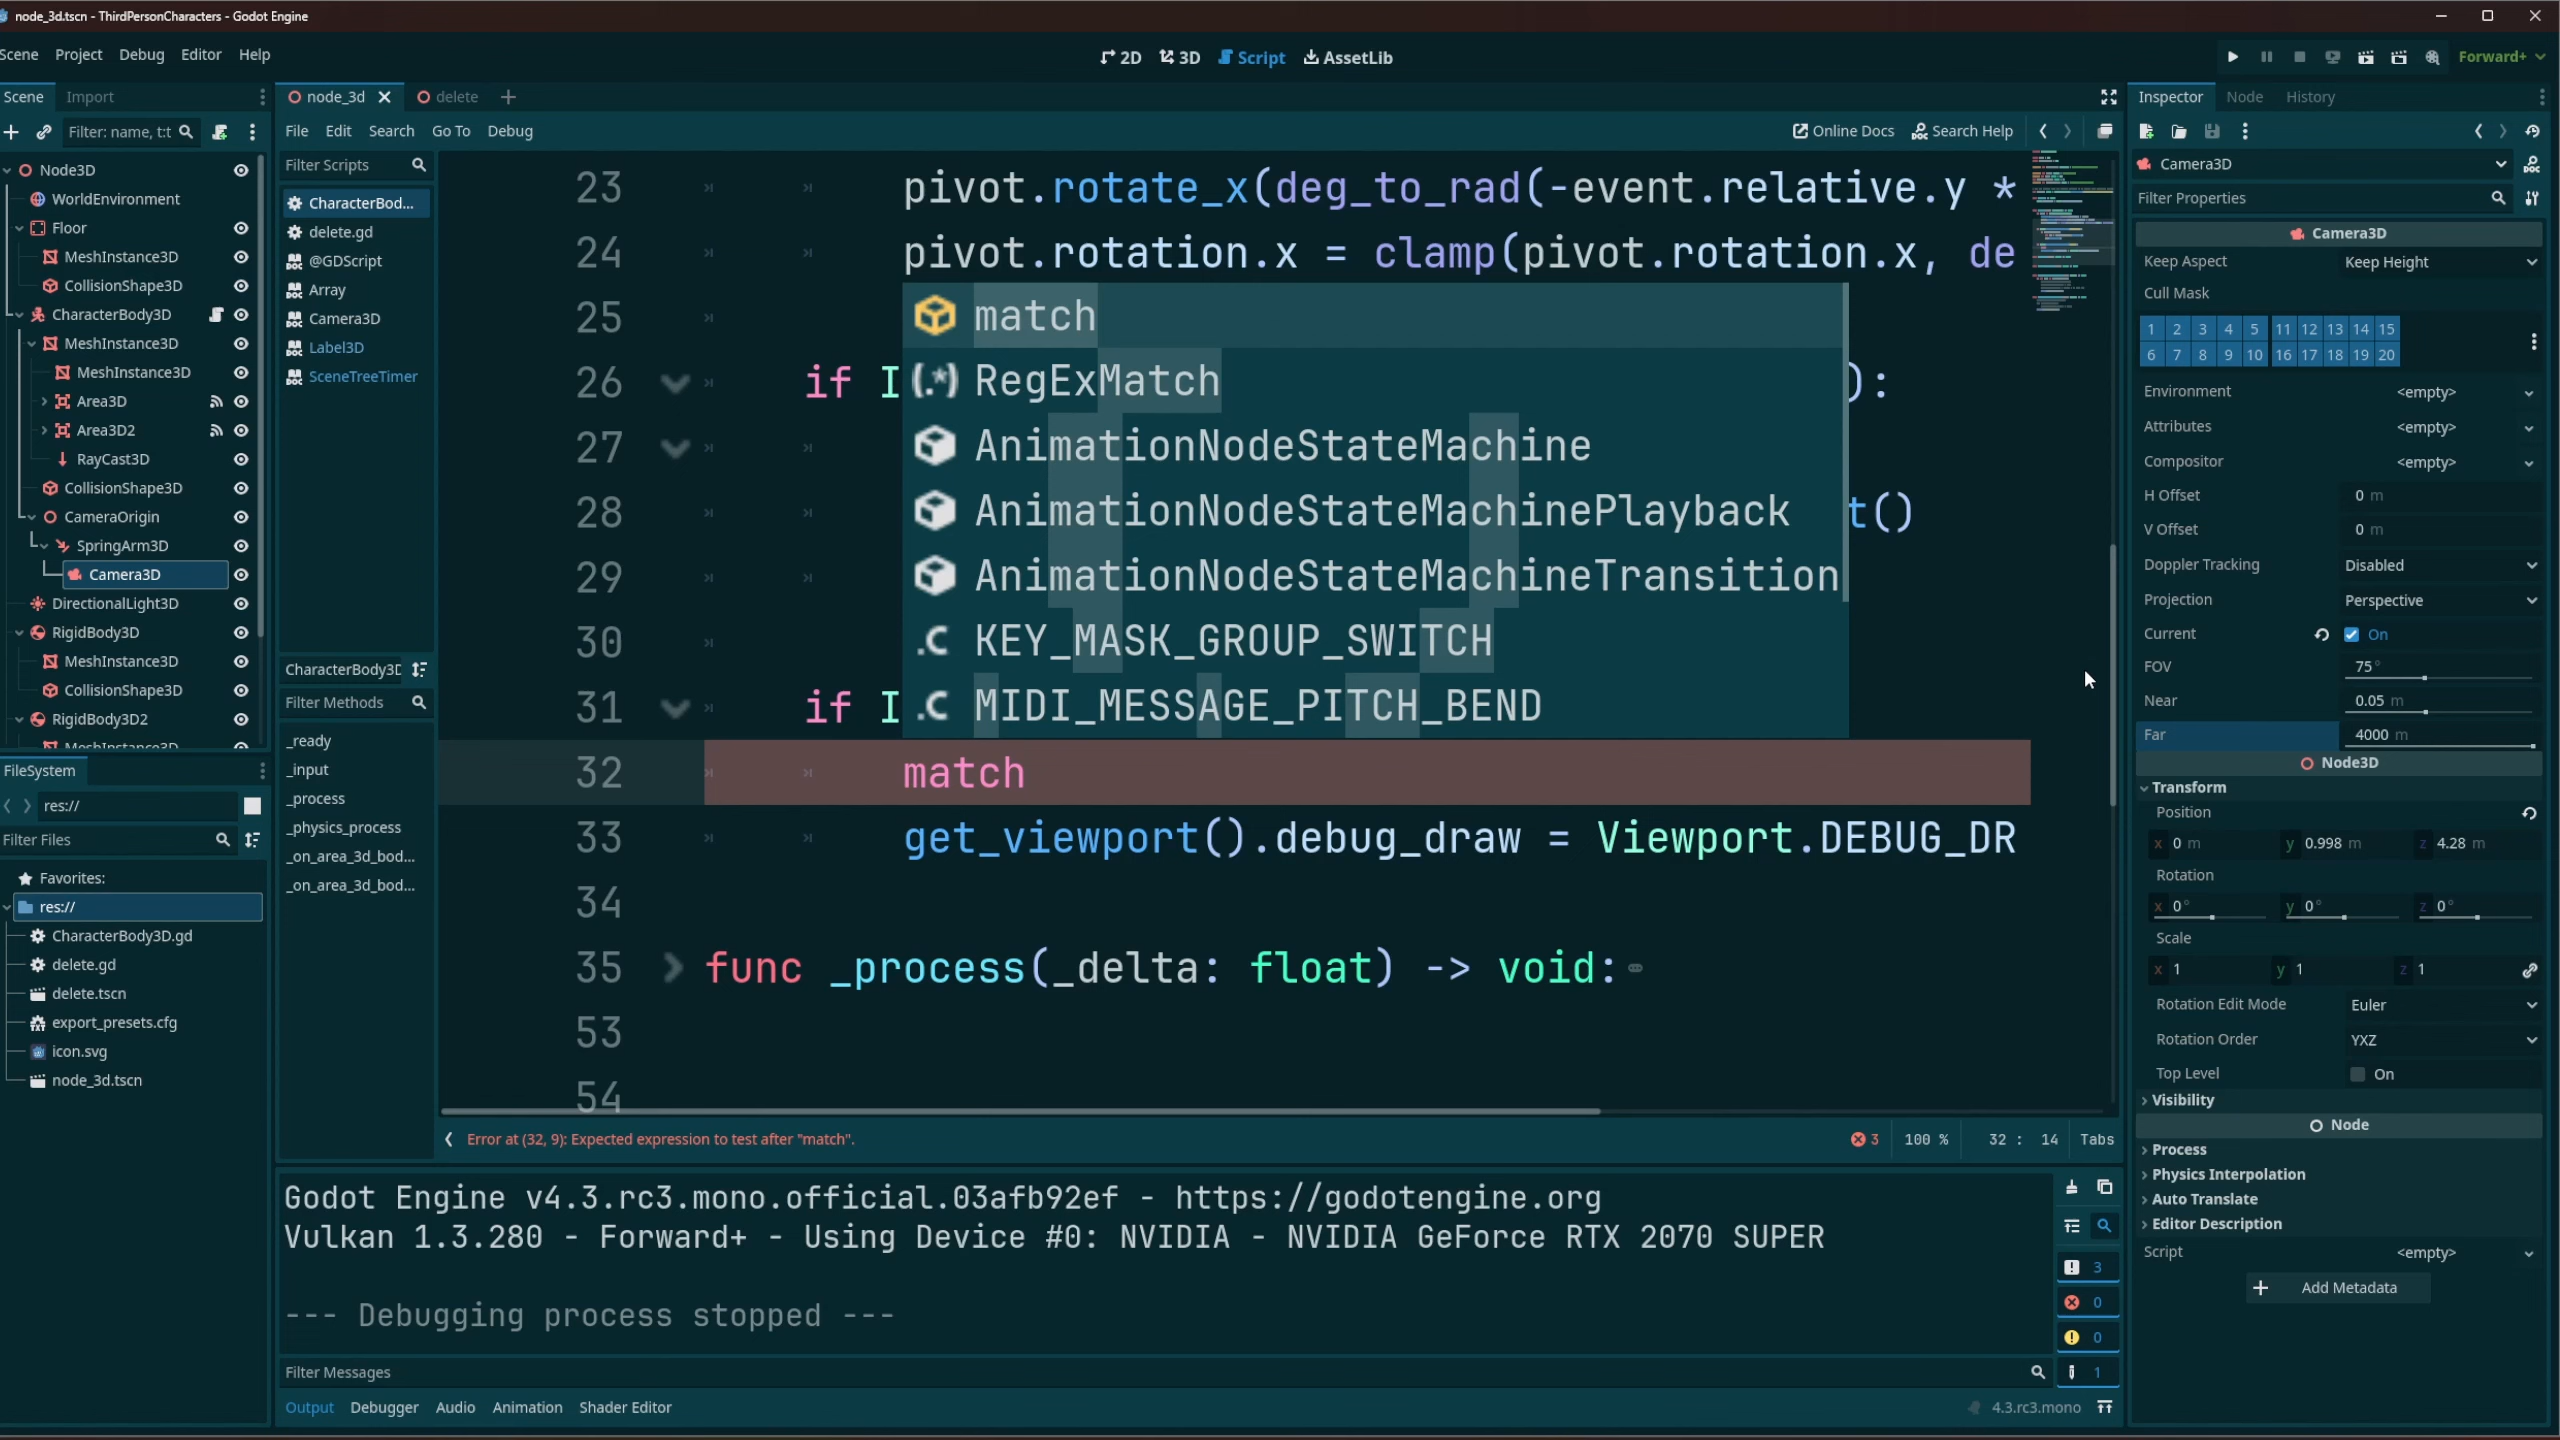 node_3d.tscn - ThirdPersonCharacters - Godot Engine
Scene Project Debug Editor Help
2D 3D Script AssetLib
Forward+
Scene Import
Filter: name, t:t
Node3D
WorldEnvironment
Floor
MeshInstance3D
CollisionShape3D
CharacterBody3D
MeshInstance3D
MeshInstance3D
Area3D
Area3D2
RayCast3D
CollisionShape3D
CameraOrigin
SpringArm3D
Camera3D
DirectionalLight3D
RigidBody3D
MeshInstance3D
CollisionShape3D
RigidBody3D2
MeshInstance3D
FileSystem
res://
Filter Files
Favorites:
res://
CharacterBody3D.gd
delete.gd
delete.tscn
export_presets.cfg
icon.svg
node_3d.tscn
node_3d delete
File Edit Search Go To Debug
Online Docs Search Help
Filter Scripts
CharacterBod...
delete.gd
@GDScript
Array
Camera3D
Label3D
SceneTreeTimer
CharacterBody3D
Filter Methods
_ready
_input
_process
_physics_process
_on_area_3d_bod...
_on_area_3d_bod...
23 pivot.rotate_x(deg_to_rad(-event.relative.y *
24 pivot.rotation.x = clamp(pivot.rotation.x, de
25
26 if I ):
27
28 t()
29
30
31 if I
match
RegExMatch
AnimationNodeStateMachine
AnimationNodeStateMachinePlayback
AnimationNodeStateMachineTransition
KEY_MASK_GROUP_SWITCH
MIDI_MESSAGE_PITCH_BEND
32 match
33 get_viewport().debug_draw = Viewport.DEBUG_DR
34
35 func _process(_delta: float) -> void:
53
54
Error at (32, 9): Expected expression to test after "match".
3 100 % 32 : 14 Tabs
Godot Engine v4.3.rc3.mono.official.03afb92ef - https://godotengine.org
Vulkan 1.3.280 - Forward+ - Using Device #0: NVIDIA - NVIDIA GeForce RTX 2070 SUPER
--- Debugging process stopped ---
3
0
0
1
Filter Messages
Output Debugger Audio Animation Shader Editor
4.3.rc3.mono
Inspector Node History
Camera3D
Filter Properties
Camera3D
Keep Aspect Keep Height
Cull Mask
1 2 3 4 5 11 12 13 14 15
6 7 8 9 10 16 17 18 19 20
Environment <empty>
Attributes <empty>
Compositor <empty>
H Offset 0 m
V Offset 0 m
Doppler Tracking Disabled
Projection Perspective
Current On
FOV 75°
Near 0.05 m
Far 4000 m
Node3D
Transform
Position
x 0 m y 0.998 m z 4.28 m
Rotation
x 0° y 0° z 0°
Scale
x 1 y 1 z 1
Rotation Edit Mode Euler
Rotation Order YXZ
Top Level On
Visibility
Node
Process
Physics Interpolation
Auto Translate
Editor Description
Script <empty>
Add Metadata